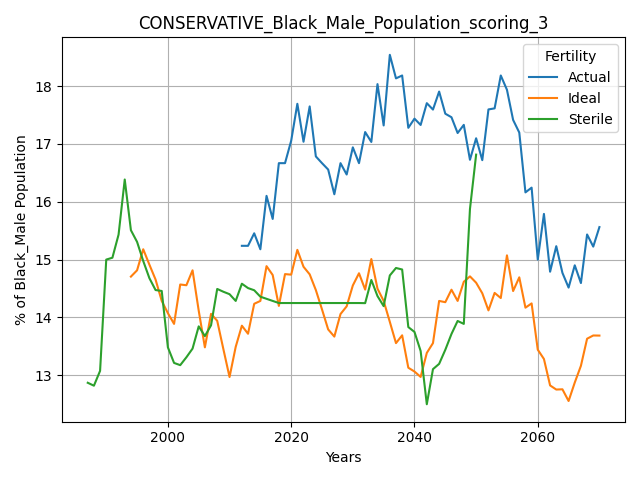 CONSERVATIVE_Black_Male_Population_scoring_3
Fertility
Actual
Ideal
Sterile
% of Black_Male Population
18
17
16
15
14
13
2000
2020
2040
2060
Years